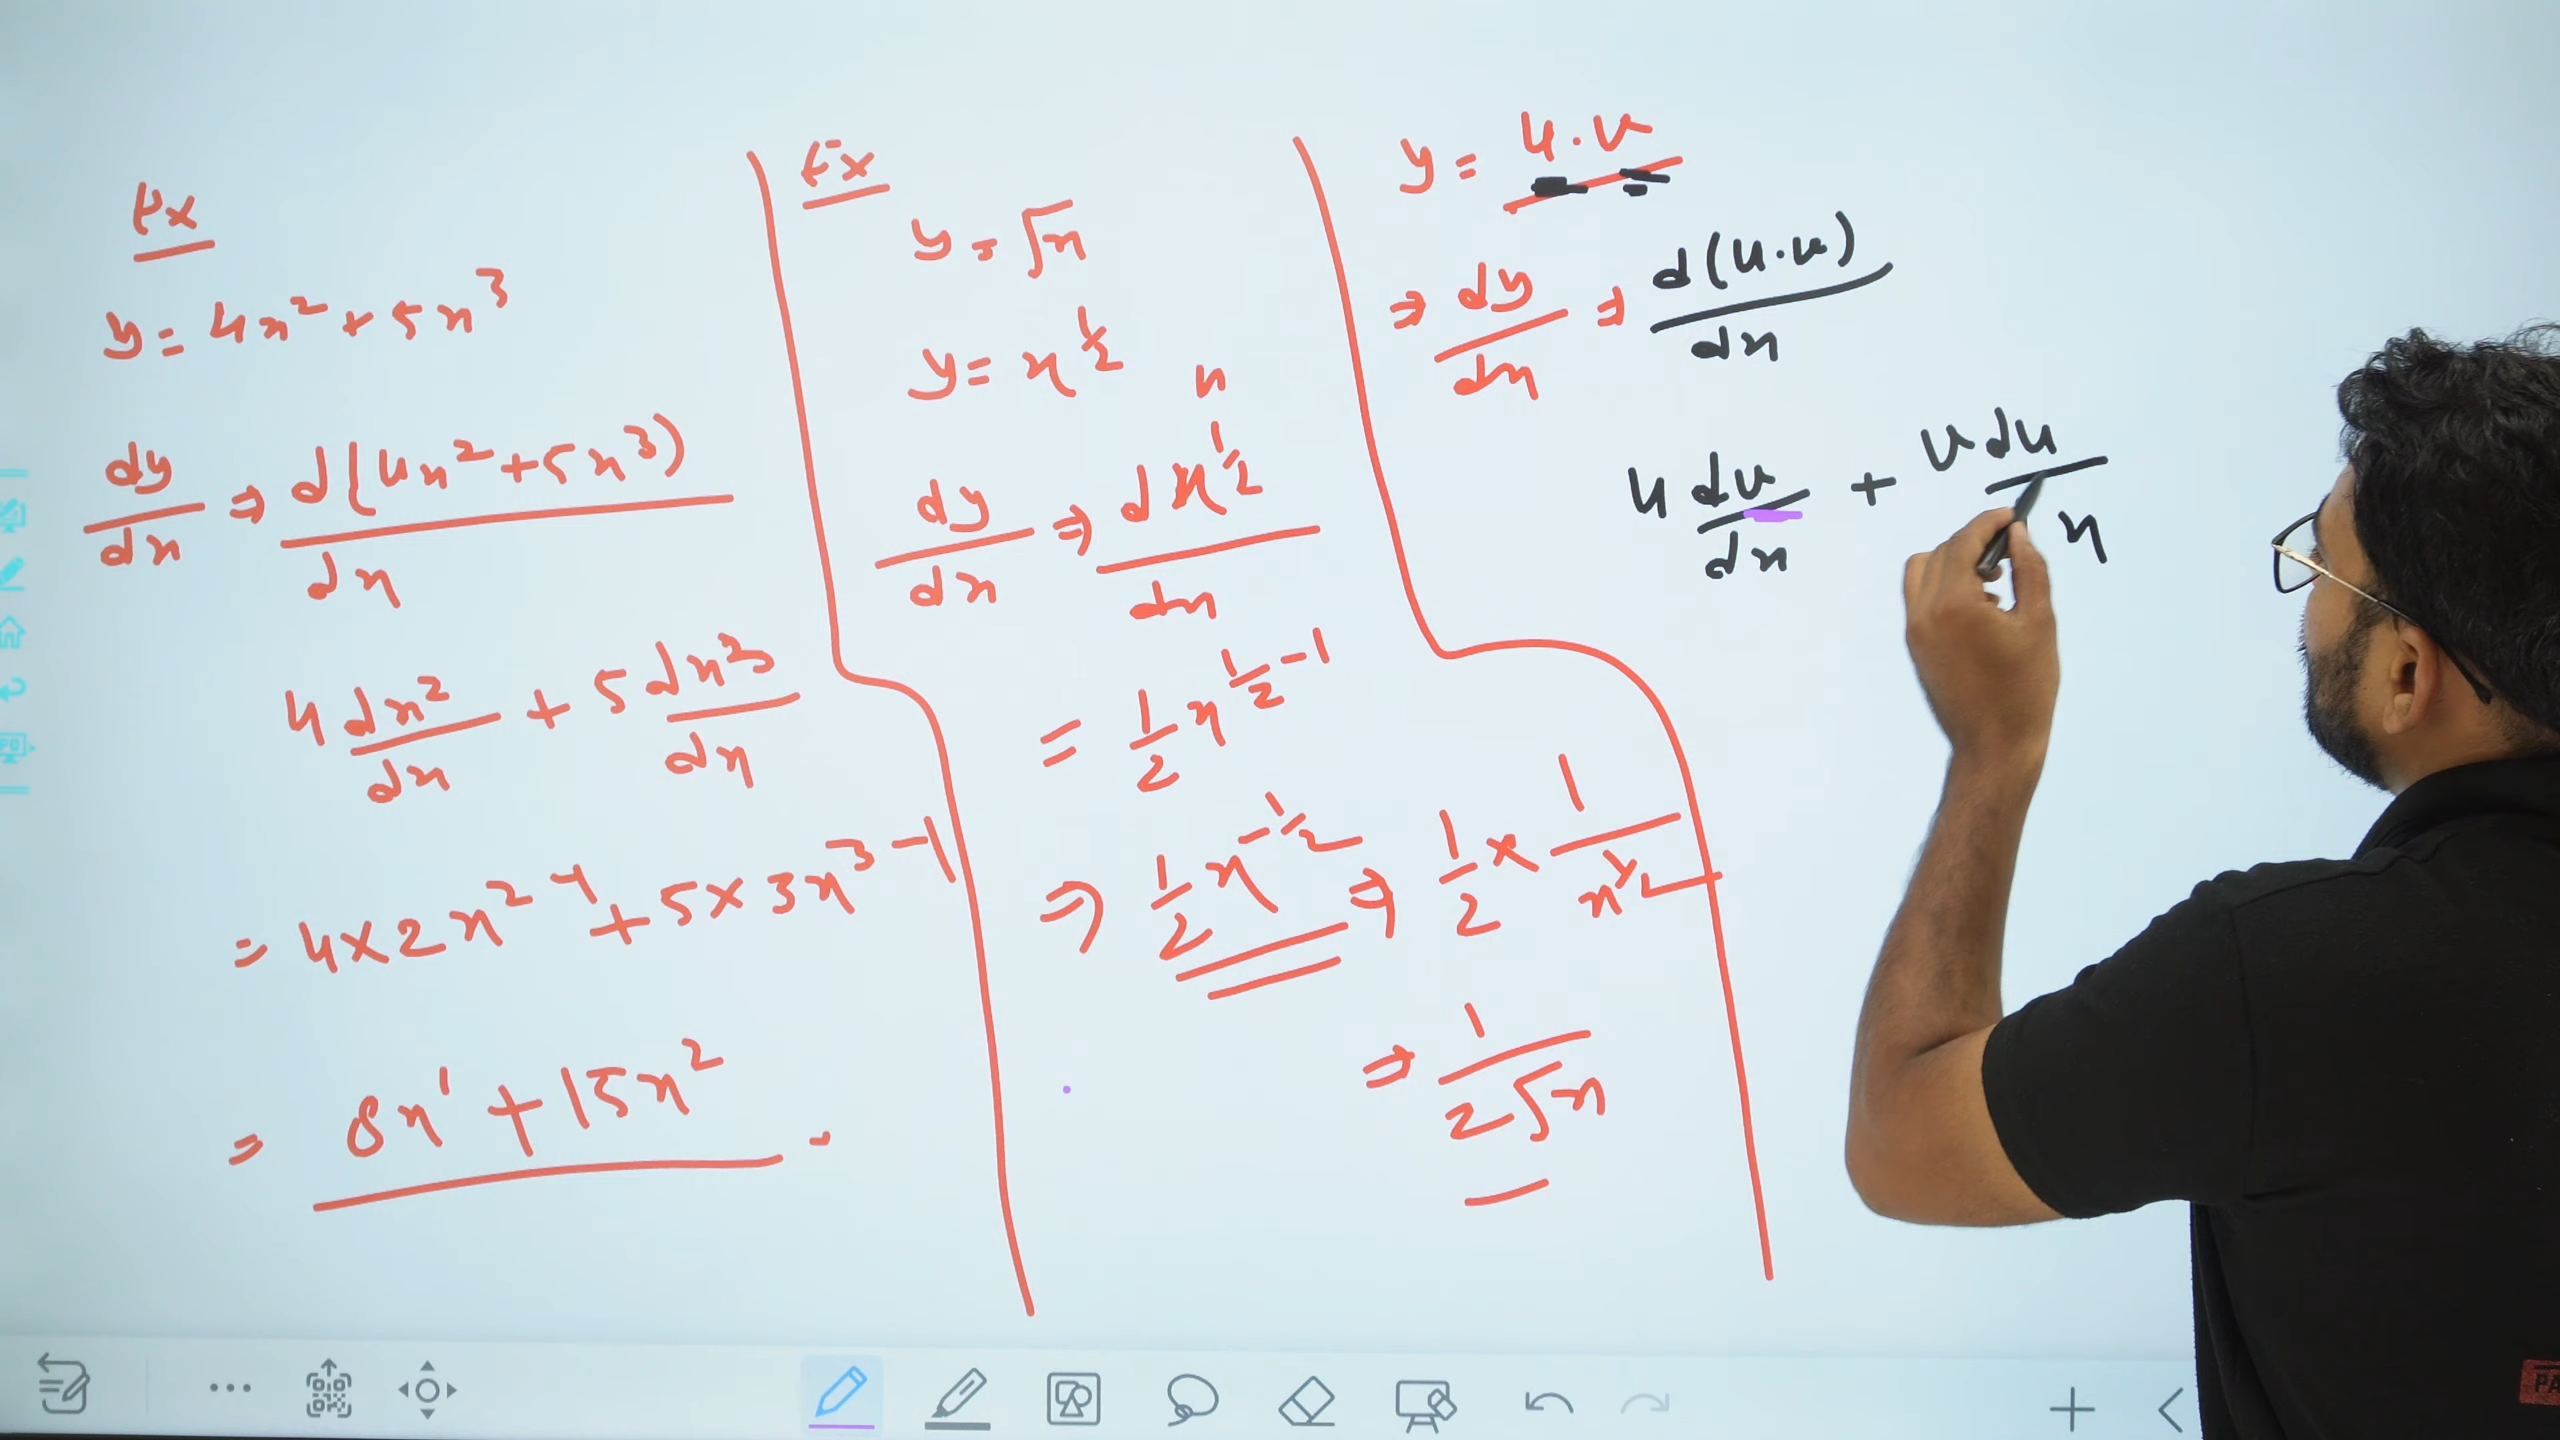 Ex
y = 4x² + 5x³
dy/dx ⇒ d(4x²+5x³)/dx
4 dx²/dx + 5 dx³/dx
= 4×2x²⁻¹ + 5×3x³⁻¹
= 8x¹ + 15x²
Ex
y = √x
y = x^1/2
n
dy/dx ⇒ dx^1/2/dx
= 1/2 x^1/2-1
⇒ 1/2 x^-1/2 ⇒ 1/2 × 1/x^1/2
⇒ 1/2√x
y = u.v
⇒ dy/dx ⇒ d(u.v)/dx
u dv/dx + v du/ x